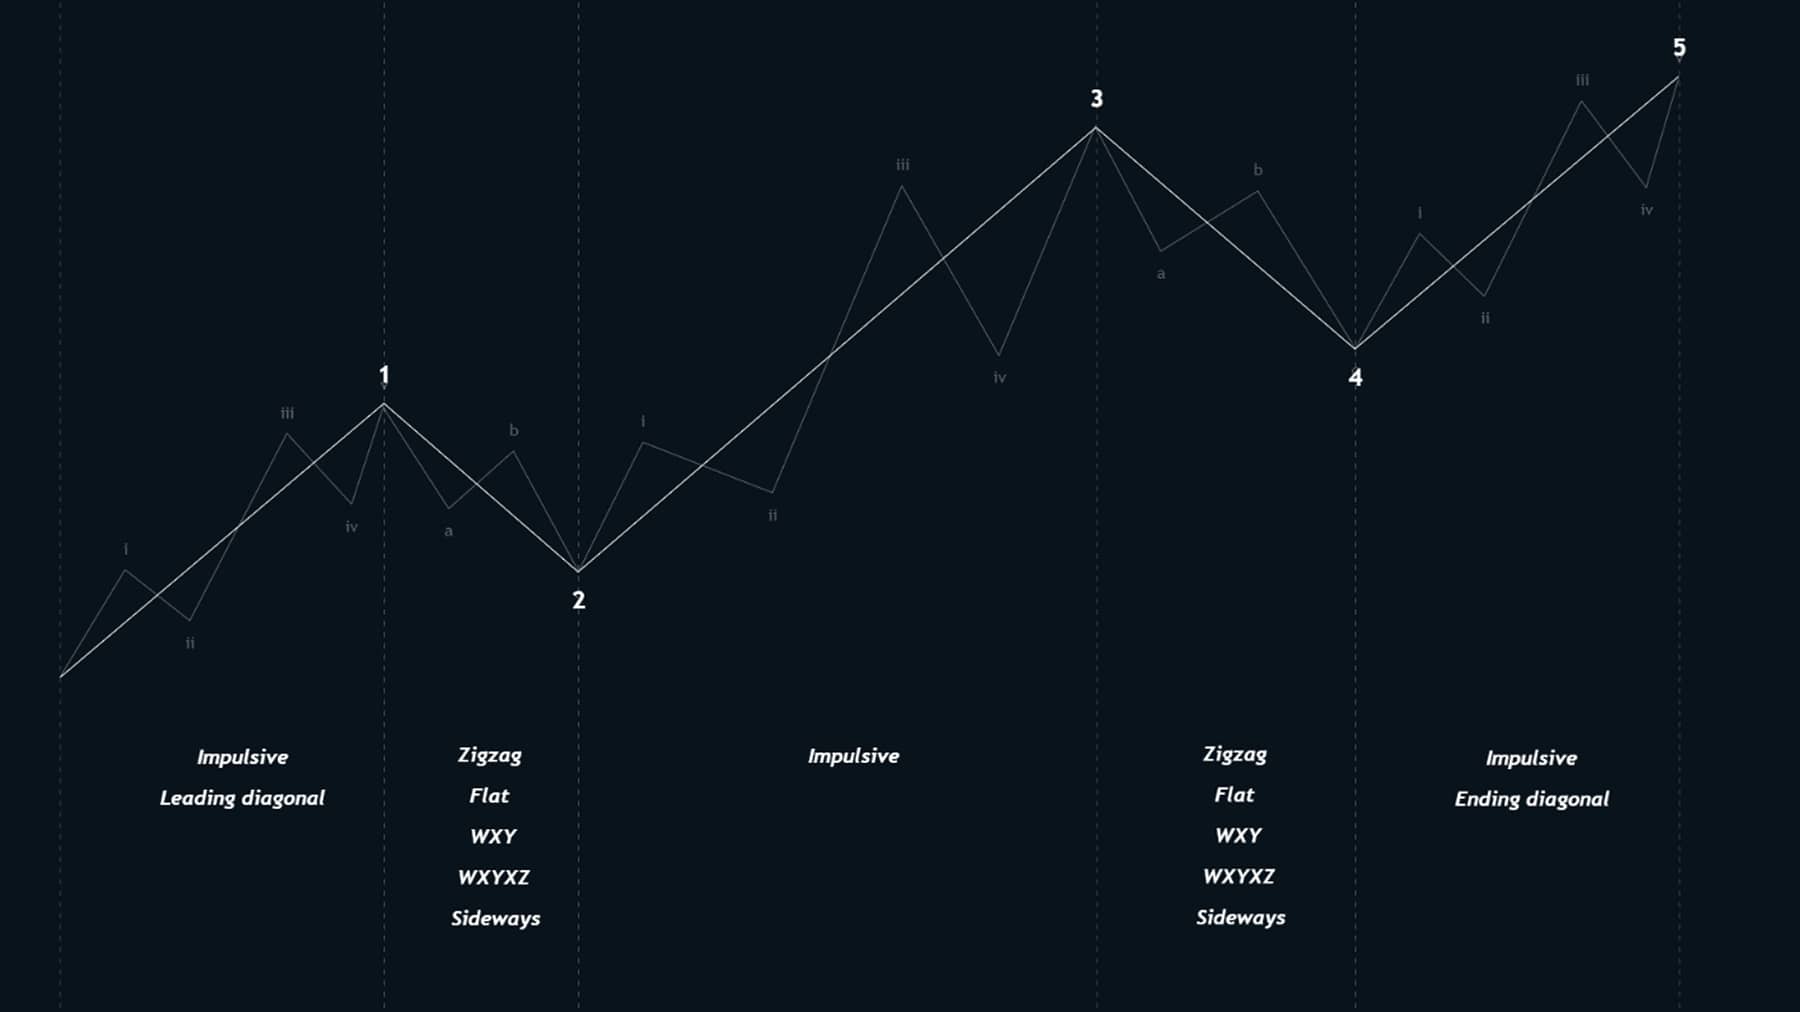 5
iii
3
iii
b
iv
i
a
ii
1
4
iv
iii
i
b
ii
iv
a
i
2
ii
Impulsive
Leading diagonal
Zigzag
Flat
WXY
WXYXZ
Sideways
Impulsive
Zigzag
Flat
WXY
WXYXZ
Sideways
Impulsive
Ending diagonal